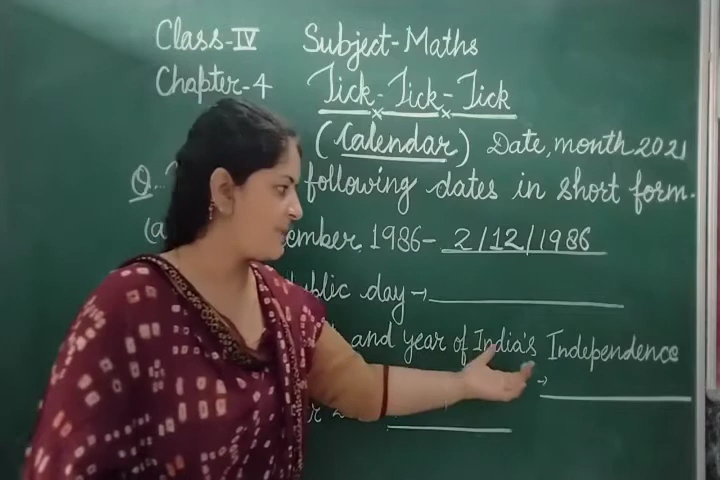 Class-IV Subject-Maths
Chapter-4 Tick-Tick-Tick
(Calendar) Date, month 2021
Q. following dates in short form.
(a ember 1986- 2/12/1986
ublic day →
and year of India's Independence
→